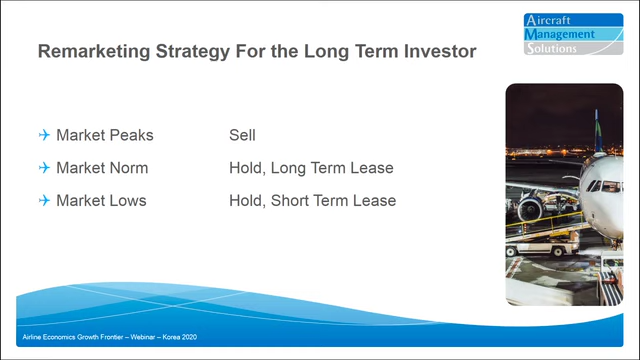 Aircraft
Management
Solutions
Remarketing Strategy For the Long Term Investor
Market Peaks Sell
Market Norm Hold, Long Term Lease
Market Lows Hold, Short Term Lease
Airline Economics Growth Frontier – Webinar – Korea 2020